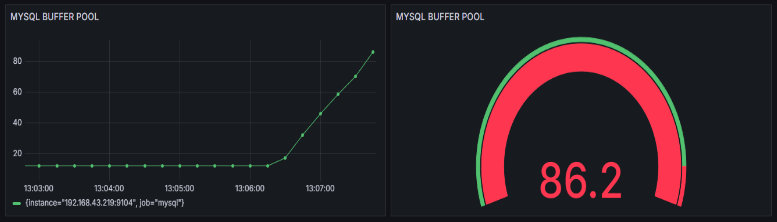 MYSQL BUFFER POOL
80
60
40
20
13:03:00 13:04:00 13:05:00 13:06:00 13:07:00
{instance="192.168.43.219:9104", job="mysql"}
MYSQL BUFFER POOL
86.2